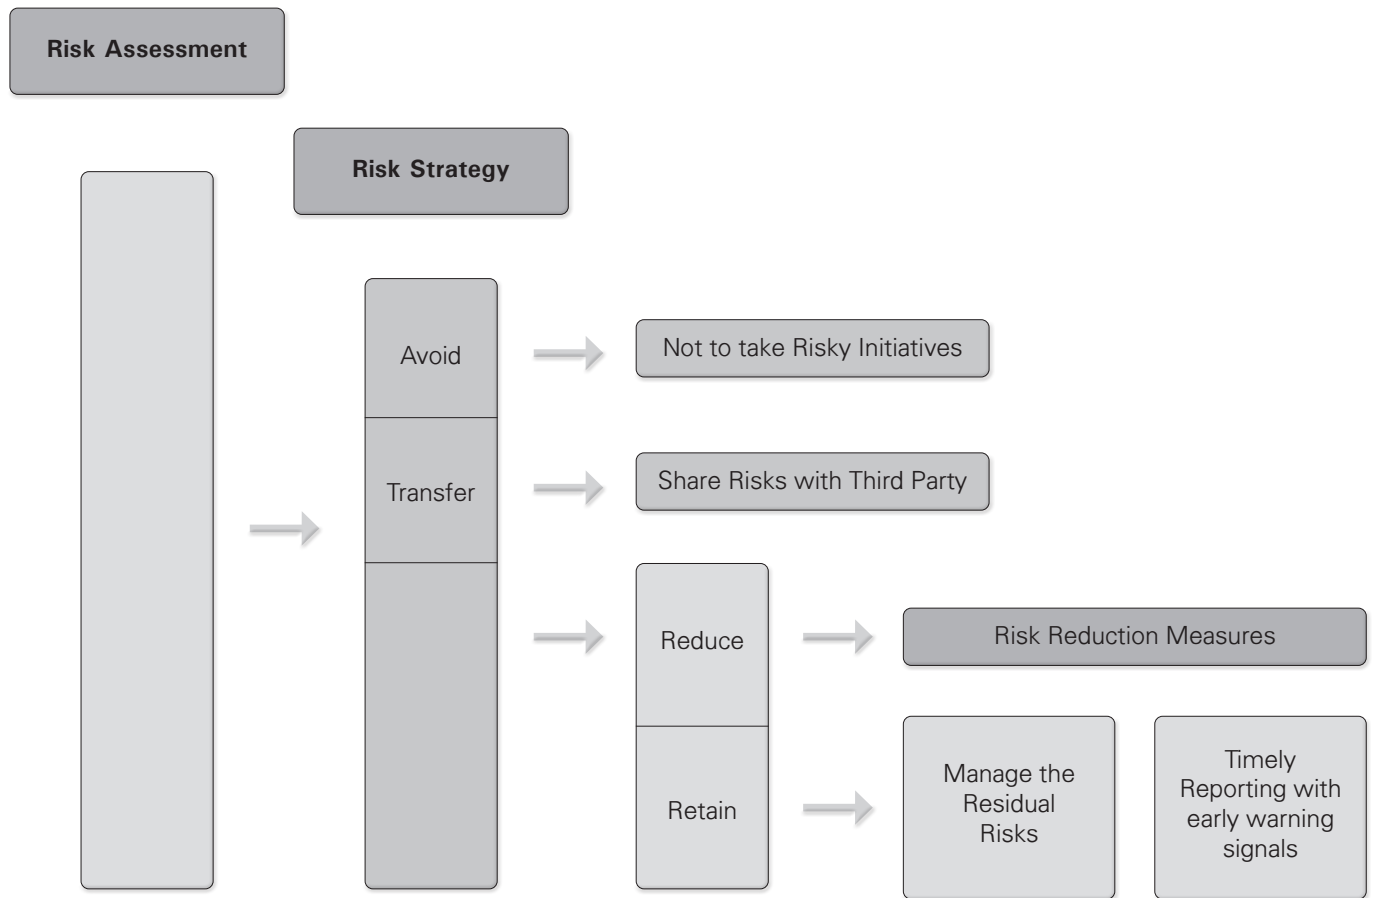 Risk Assessment
Risk Strategy
Avoid
Not to take Risky Initiatives
Transfer
Share Risks with Third Party
Reduce
Risk Reduction Measures
Retain
Manage the
Residual
Risks
Timely
Reporting with
early warning
signals